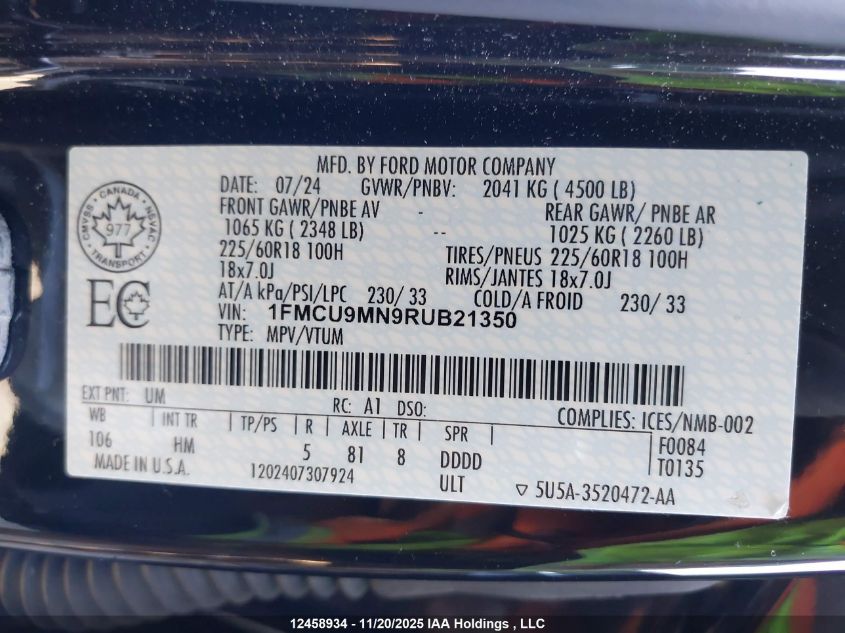 MFD. BY FORD MOTOR COMPANY
DATE: 07/24 GVWR/PNBV: 2041 KG ( 4500 LB)
FRONT GAWR/PNBE AV - REAR GAWR/ PNBE AR
1065 KG ( 2348 LB) -- 1025 KG ( 2260 LB)
225/60R18 100H TIRES/PNEUS 225/60R18 100H
18x7.0J RIMS/JANTES 18x7.0J
AT/A kPa/PSI/LPC 230/ 33 COLD/A FROID 230/ 33
VIN: 1FMCU9MN9RUB21350
TYPE: MPV/VTUM
CANADA
CMVSS NSVAC
977
TRANSPORT
EC
EXT PNT: UM RC: A1 DSO: COMPLIES: ICES/NMB-002
WB INT TR TP/PS R AXLE TR SPR F0084
106 HM 5 81 8 DDDD T0135
MADE IN U.S.A. 1202407307924 ULT ▽ 5U5A-3520472-AA
12458934 - 11/20/2025 IAA Holdings , LLC